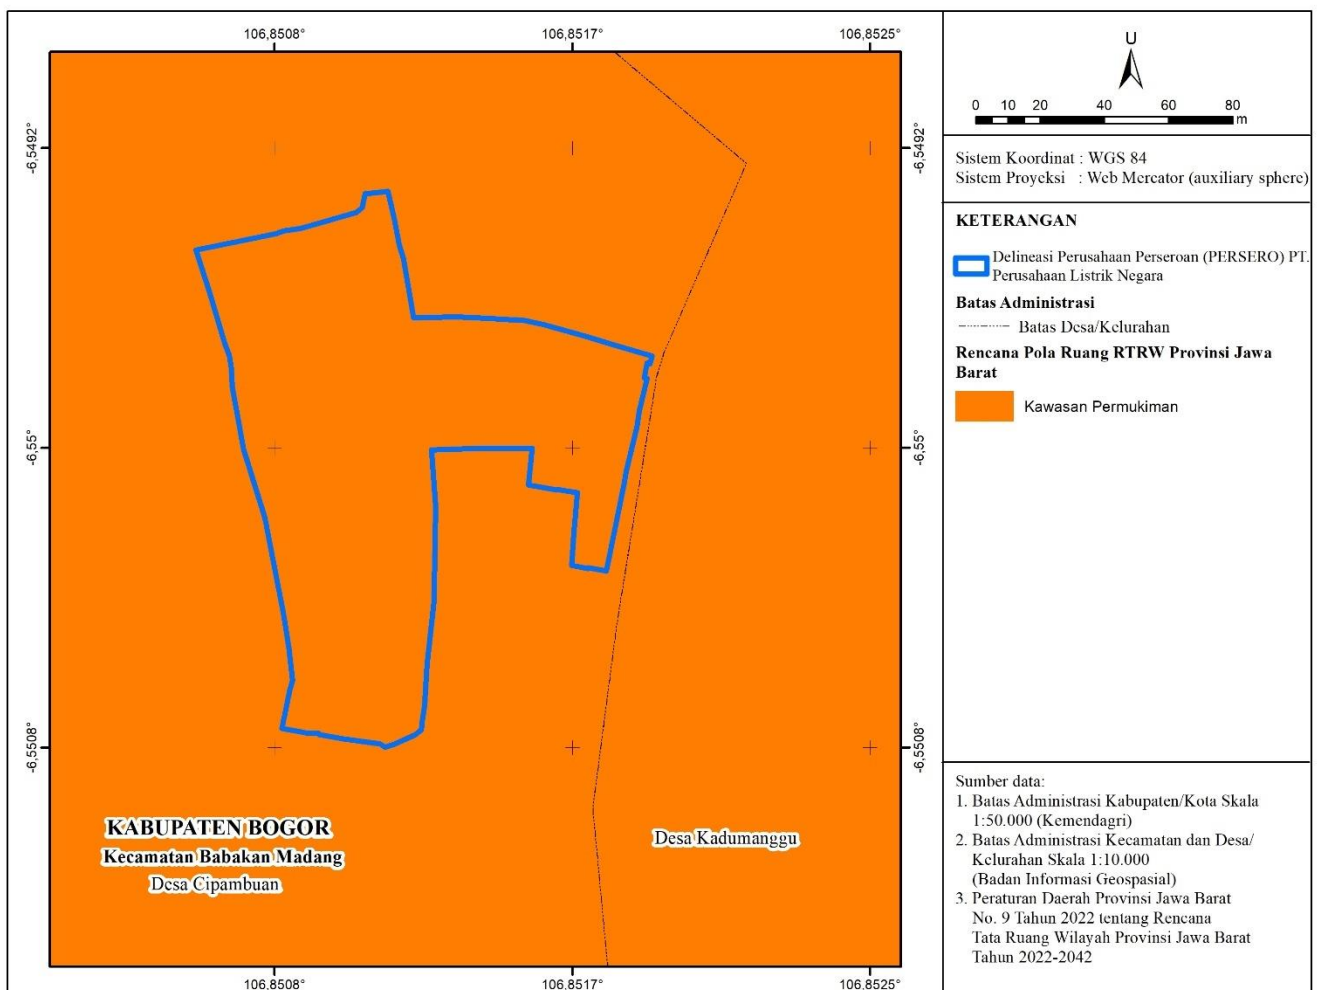 106,8508°
106,8517°
106,8525°
U
0 10 20 40 60 80
m
-6,5492°
-6,5492°
Sistem Koordinat : WGS 84
Sistem Proyeksi : Web Mercator (auxiliary sphere)
KETERANGAN
Delineasi Perusahaan Perseroan (PERSERO) PT.
Perusahaan Listrik Negara
Batas Administrasi
Batas Desa/Kelurahan
Rencana Pola Ruang RTRW Provinsi Jawa
Barat
Kawasan Permukiman
-6,55°
-6,55°
-6,5508°
-6,5508°
KABUPATEN BOGOR
Kecamatan Babakan Madang
Desa Cipambuan
Desa Kadumanggu
Sumber data:
1. Batas Administrasi Kabupaten/Kota Skala
1:50.000 (Kemendagri)
2. Batas Administrasi Kecamatan dan Desa/
Kelurahan Skala 1:10.000
(Badan Informasi Geospasial)
3. Peraturan Daerah Provinsi Jawa Barat
No. 9 Tahun 2022 tentang Rencana
Tata Ruang Wilayah Provinsi Jawa Barat
Tahun 2022-2042
106,8508°
106,8517°
106,8525°